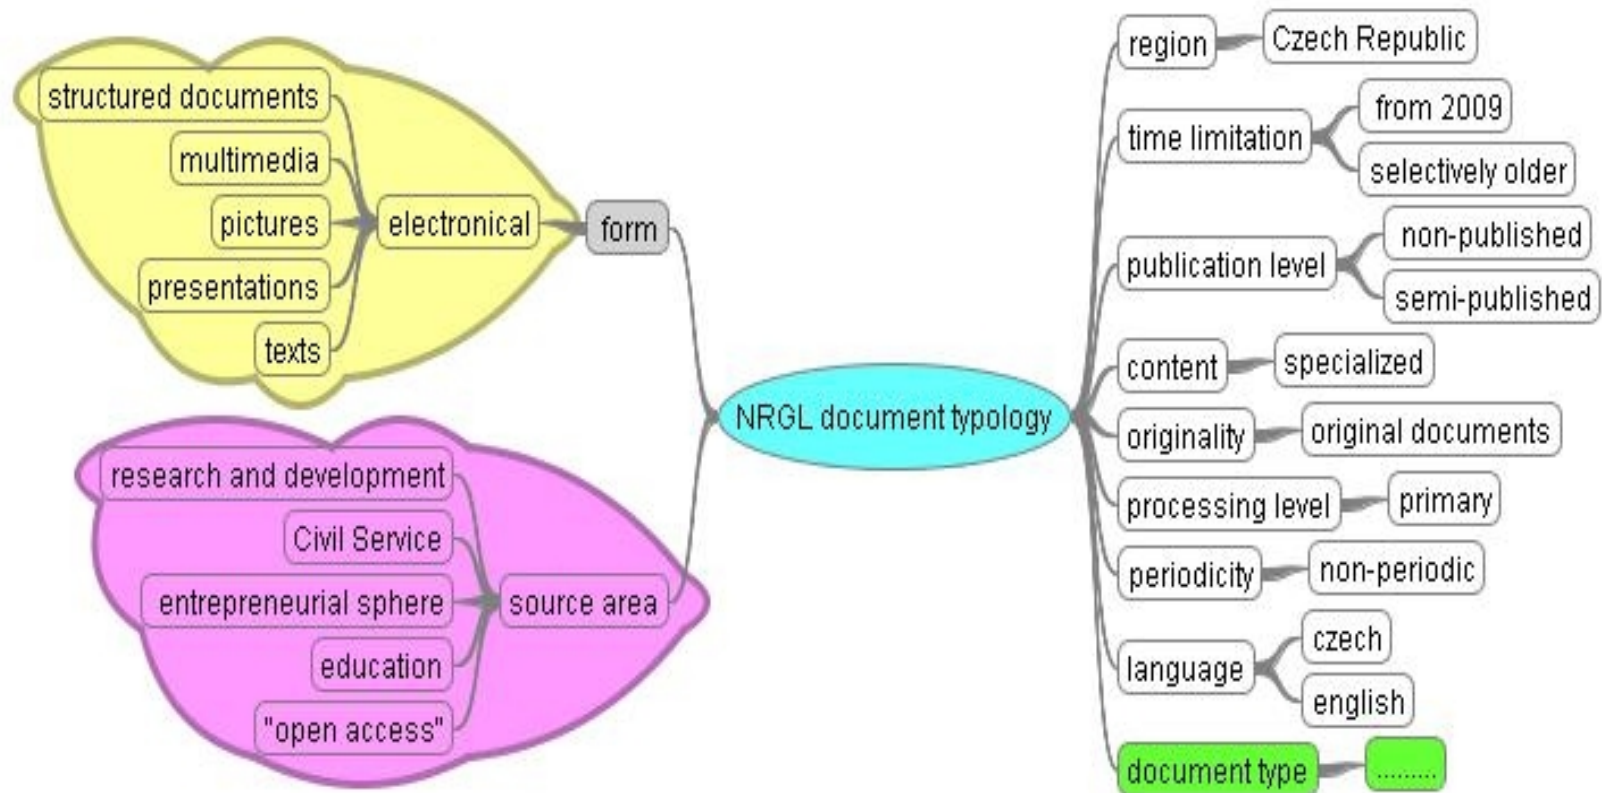 structured documents
multimedia
pictures
presentations
texts
electronical
form
research and development
Civil Service
entrepreneurial sphere
education
"open access"
source area
NRGL document typology
region
Czech Republic
time limitation
from 2009
selectively older
publication level
non-published
semi-published
content
specialized
originality
original documents
processing level
primary
periodicity
non-periodic
language
czech
english
document type
.........